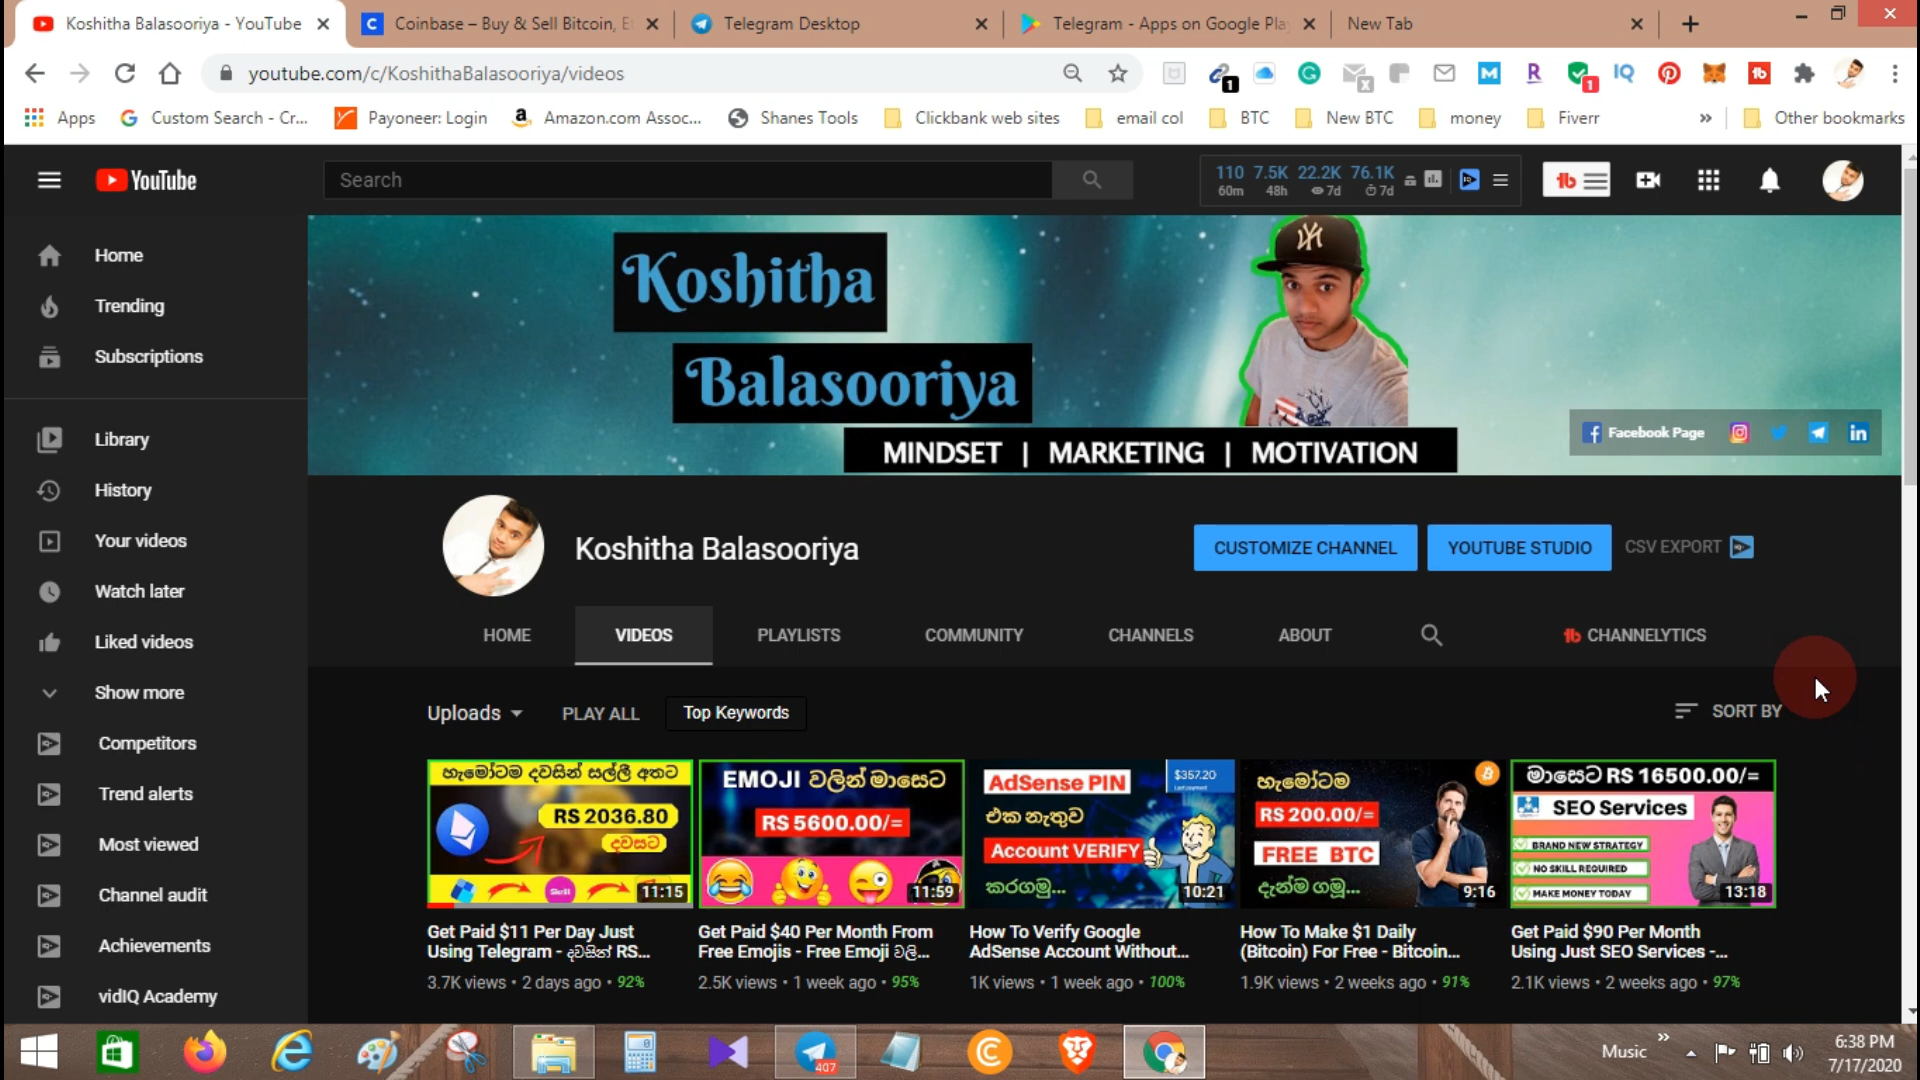 Koshitha Balasooriya - YouTube
Coinbase – Buy & Sell Bitcoin, E
Telegram Desktop
Telegram - Apps on Google Pla
New Tab
youtube.com/c/KoshithaBalasooriya/videos
Apps
Custom Search - Cr...
Payoneer: Login
Amazon.com Assoc...
Shanes Tools
Clickbank web sites
email col
BTC
New BTC
money
Fiverr
»
Other bookmarks
YouTube
Search
110 7.5K 22.2K 76.1K
60m 48h 7d 7d
Home
Trending
Subscriptions
Library
History
Your videos
Watch later
Liked videos
Show more
Competitors
Trend alerts
Most viewed
Channel audit
Achievements
vidIQ Academy
Koshitha
Balasooriya
MINDSET | MARKETING | MOTIVATION
Facebook Page
Koshitha Balasooriya
CUSTOMIZE CHANNEL
YOUTUBE STUDIO
CSV EXPORT
HOME
VIDEOS
PLAYLISTS
COMMUNITY
CHANNELS
ABOUT
CHANNELYTICS
Uploads
PLAY ALL
Top Keywords
SORT BY
හැමෝටම දවසින් සල්ලි අතට
RS 2036.80
දවසට
Skrill
11:15
Get Paid $11 Per Day Just
Using Telegram - දවසින් RS...
3.7K views • 2 days ago • 92%
EMOJI වලින් මාසෙට
RS 5600.00/=
11:59
Get Paid $40 Per Month From
Free Emojis - Free Emoji වලි...
2.5K views • 1 week ago • 95%
AdSense PIN
$357.20
Last payment
එක නැතුව
Account VERIFY
කරගමු...
10:21
How To Verify Google
AdSense Account Without...
1K views • 1 week ago • 100%
හැමෝටම
RS 200.00/=
FREE BTC
දැන්ම ගමු...
9:16
How To Make $1 Daily
(Bitcoin) For Free - Bitcoin...
1.9K views • 2 weeks ago • 91%
මාසෙට RS 16500.00/=
SEO Services
BRAND NEW STRATEGY
NO SKILL REQUIRED
MAKE MONEY TODAY
13:18
Get Paid $90 Per Month
Using Just SEO Services -...
2.1K views • 2 weeks ago • 97%
407
Music
»
6:38 PM
7/17/2020